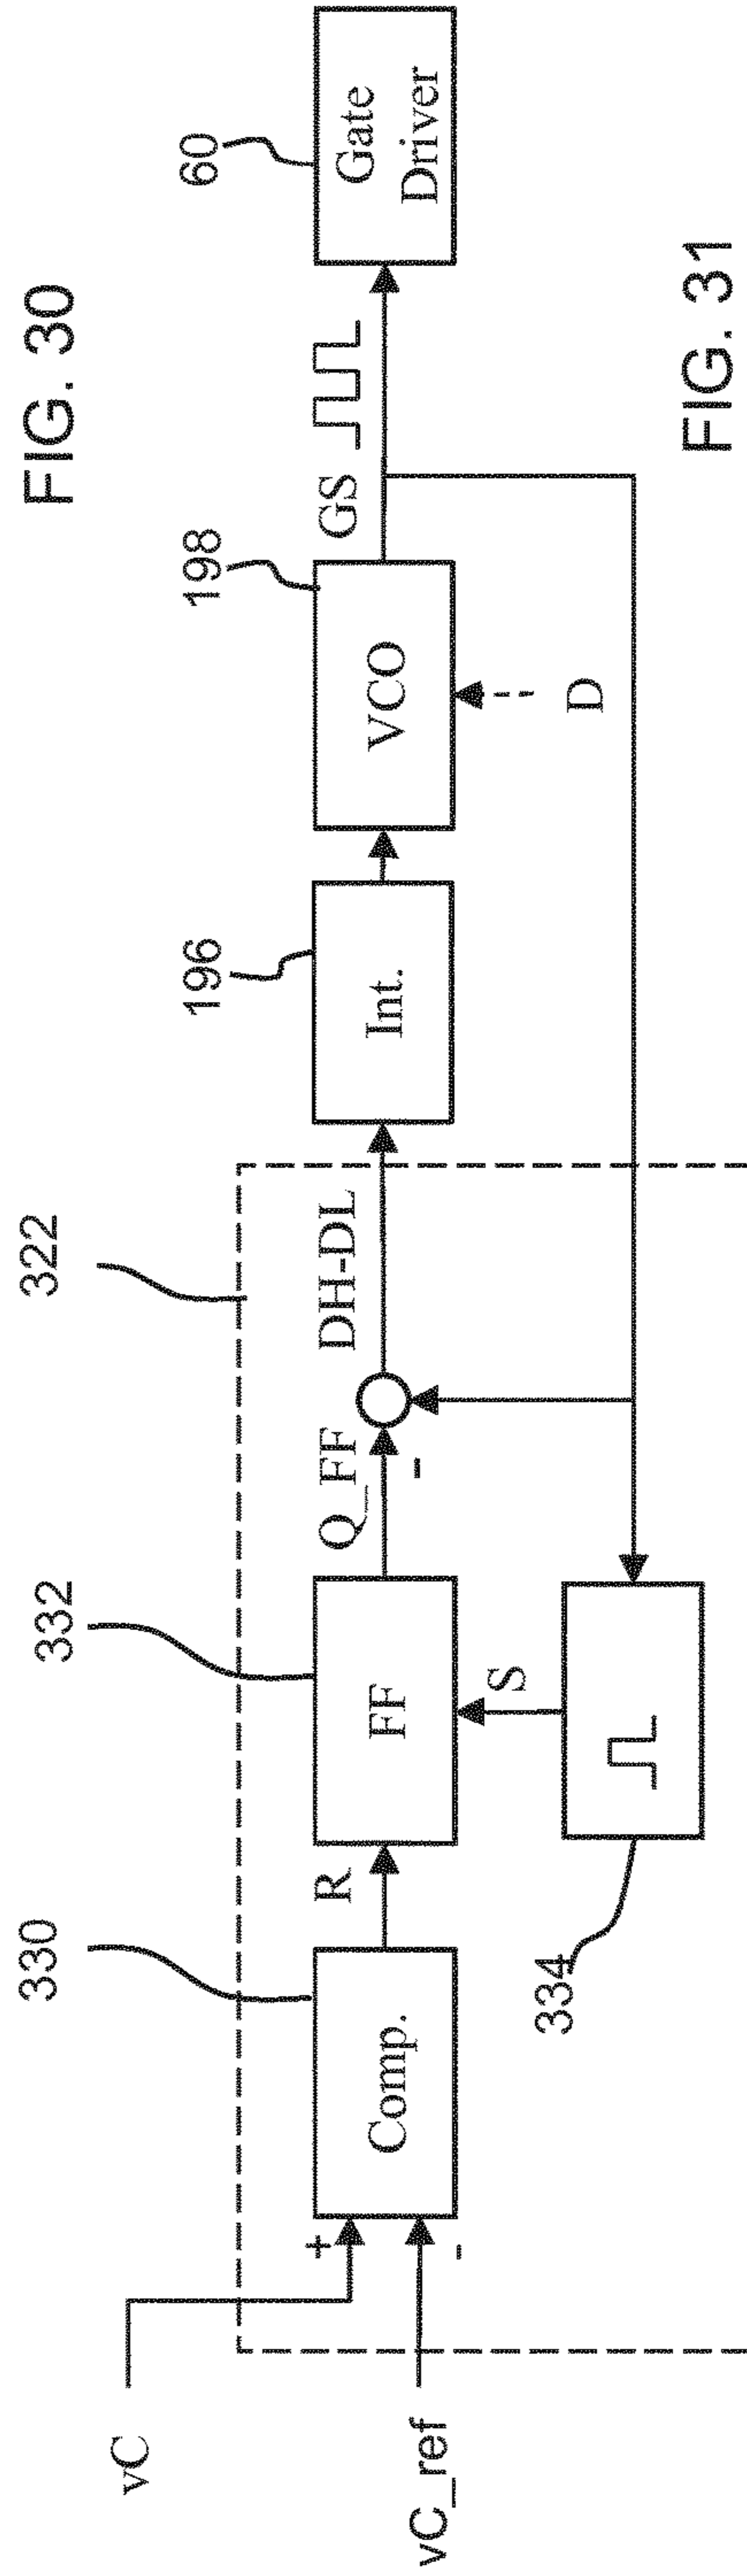 FIG. 30
322
330
332
196
198
60
vC
+
Comp.
R
FF
Q_FF
DH-DL
Int.
VCO
GS
Gate
Driver
vC_ref
-
-
S
D
334
FIG. 31